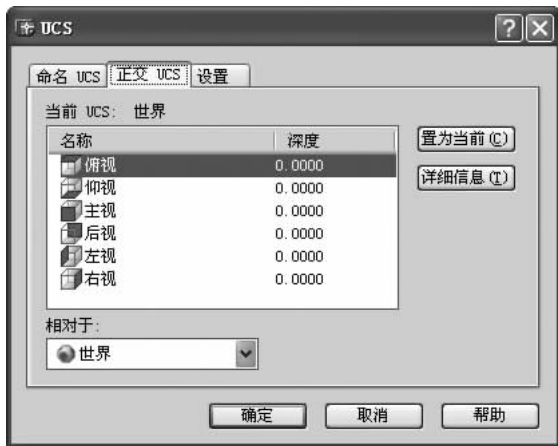 UCS
命名 UCS 正交 UCS 设置
当前 UCS: 世界
名称 深度
俯视 0.0000
仰视 0.0000
主视 0.0000
后视 0.0000
左视 0.0000
右视 0.0000
置为当前(C)
详细信息(T)
相对于:
世界
确定 取消 帮助